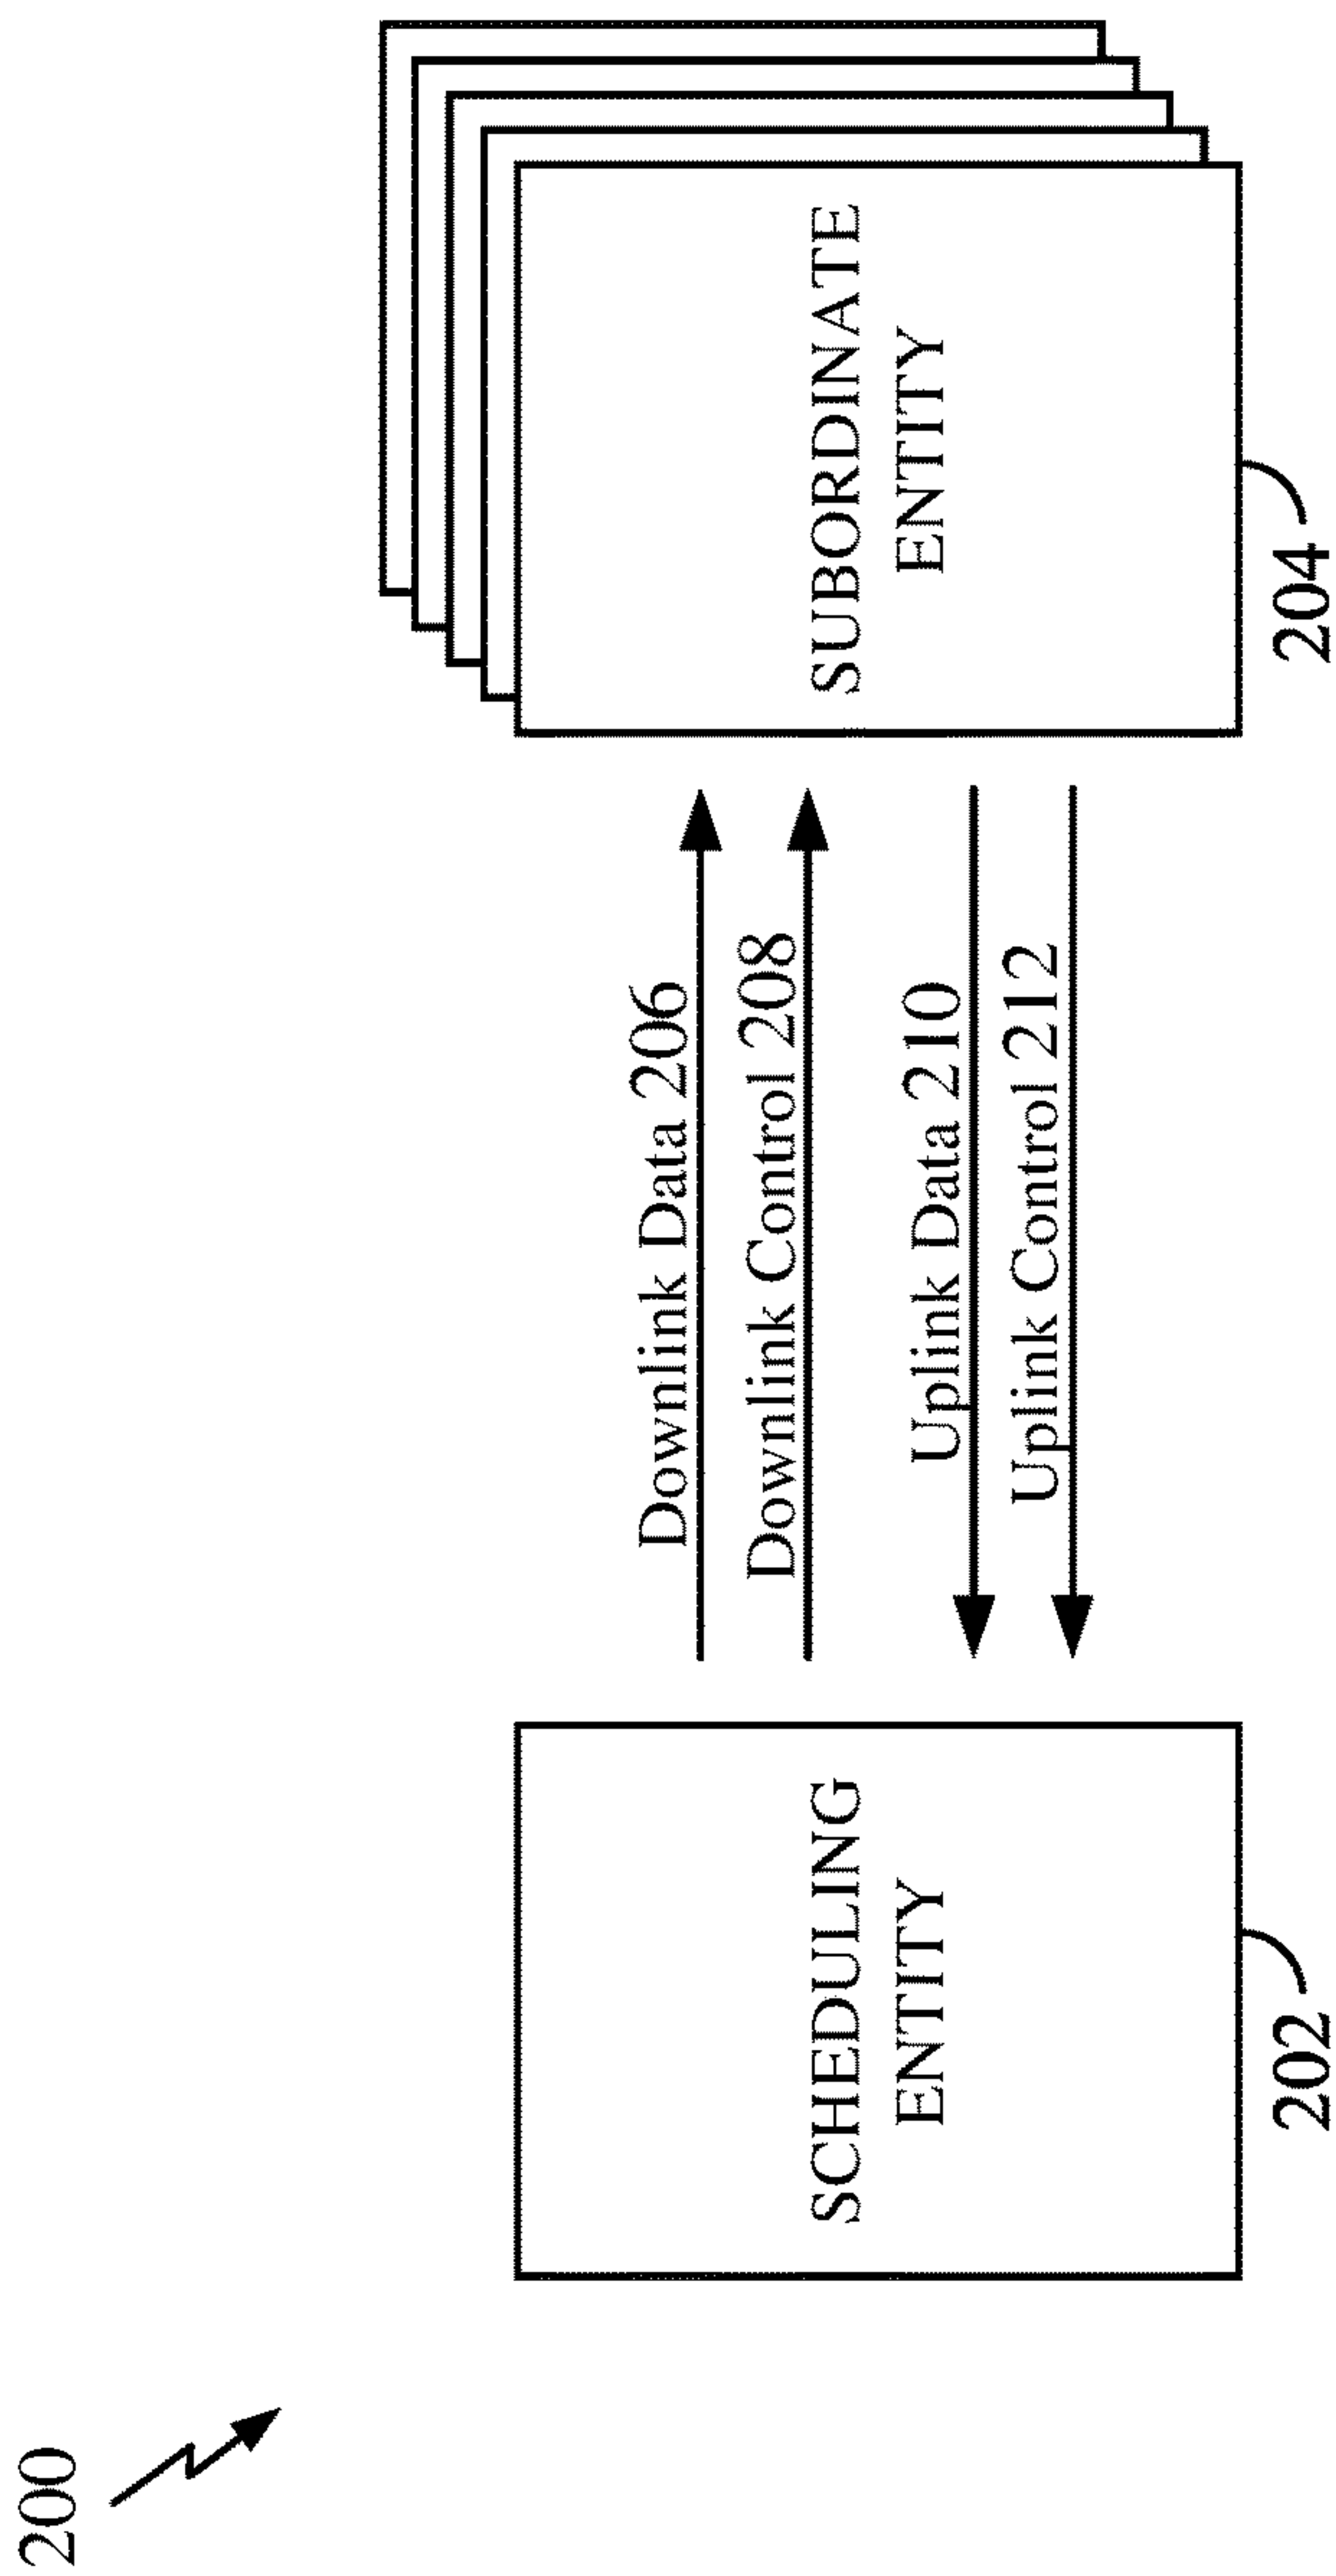 200
SCHEDULING
ENTITY
202
Downlink Data 206
Downlink Control 208
Uplink Data 210
Uplink Control 212
SUBORDINATE
ENTITY
204